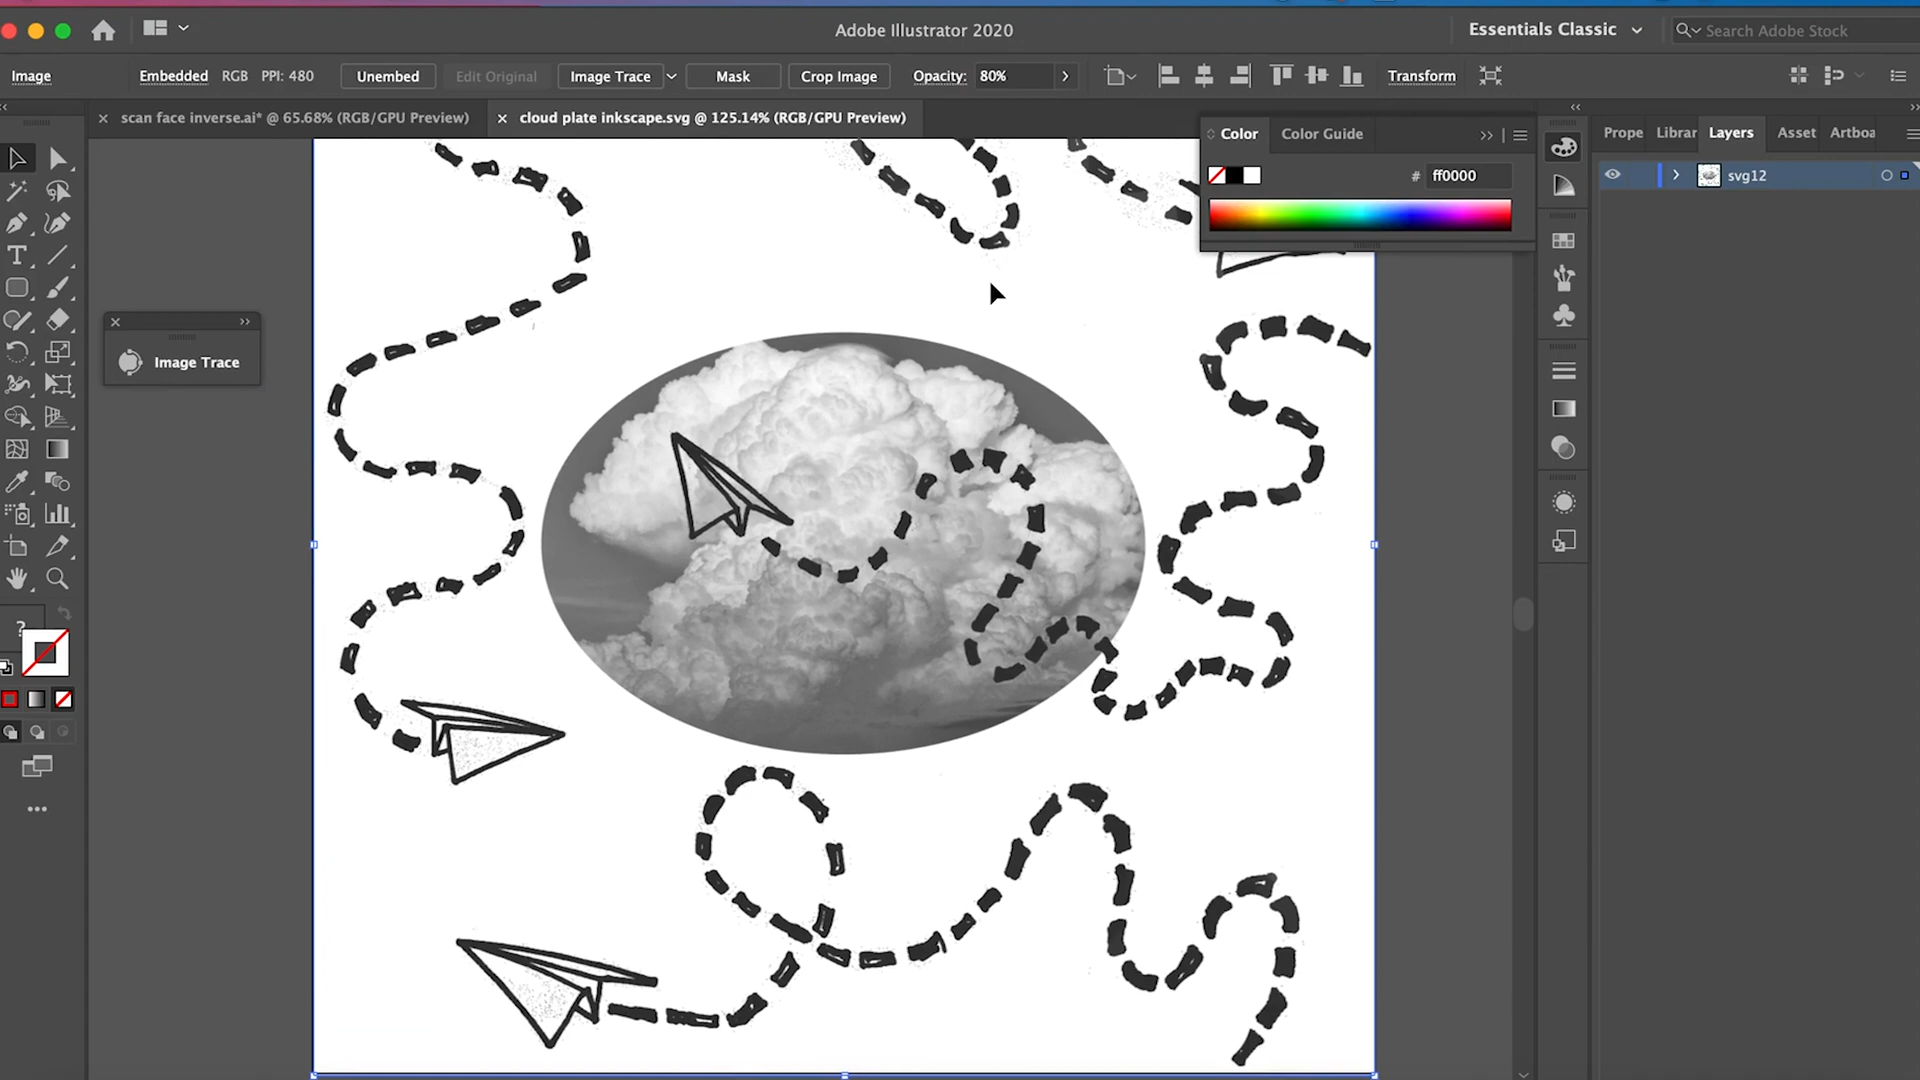 Adobe Illustrator 2020
Essentials Classic
Search Adobe Stock
Image
Embedded
RGB
PPI: 480
Unembed
Edit Original
Image Trace
Mask
Crop Image
Opacity:
80%
Transform
scan face inverse.ai* @ 65.68% (RGB/GPU Preview)
cloud plate inkscape.svg @ 125.14% (RGB/GPU Preview)
Color
Color Guide
# ff0000
Prope
Librar
Layers
Asset
Artboa
svg12
Image Trace
?